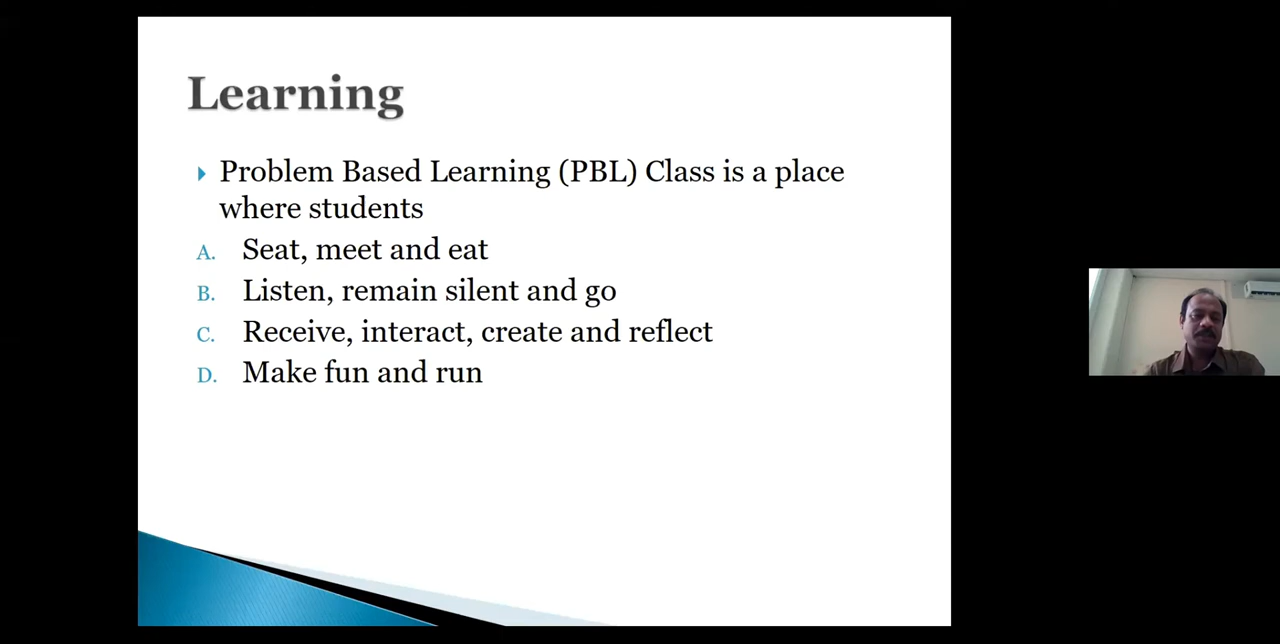 Learning
Problem Based Learning (PBL) Class is a place
where students
A. Seat, meet and eat
B. Listen, remain silent and go
C. Receive, interact, create and reflect
D. Make fun and run